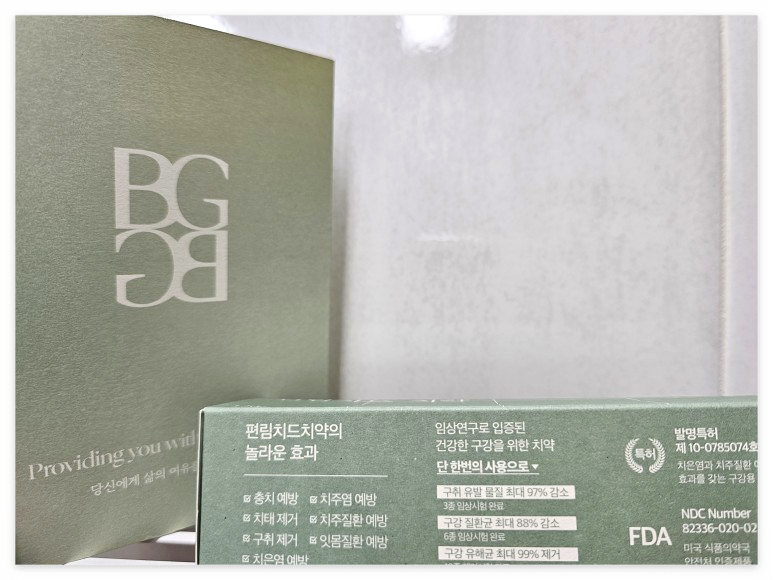 BG
BG
Providing you with
당신에게 삶의 여유를
편림치드치약의
놀라운 효과
충치 예방
치주염 예방
치태 제거
치주질환 예방
구취 제거
잇몸질환 예방
치은염 예방
임상연구로 입증된
건강한 구강을 위한 치약
단 한번의 사용으로
구취 유발 물질 최대 97% 감소
3종 임상시험 완료
구강 질환균 최대 88% 감소
6종 임상시험 완료
구강 유해균 최대 99% 제거
특허
발명특허
제 10-0785074호
치은염과 치주질환
효과를 갖는 구강용
FDA
NDC Number
82336-020-02
미국 식품의약국
안전처 인증제품